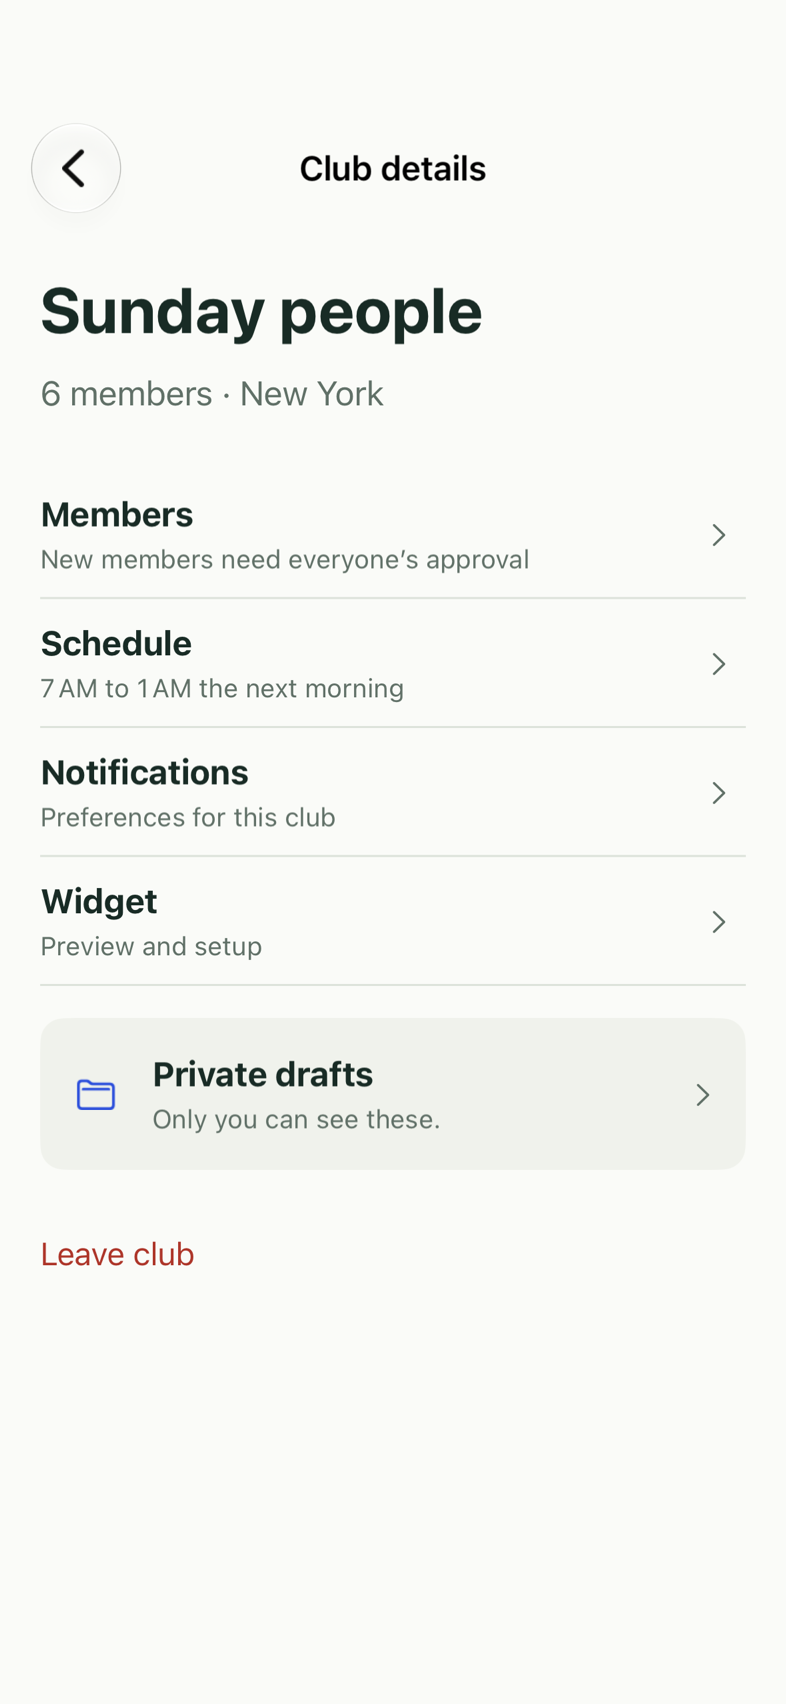 Club details
Sunday people
6 members · New York
Members
New members need everyone’s approval
Schedule
7 AM to 1 AM the next morning
Notifications
Preferences for this club
Widget
Preview and setup
Private drafts
Only you can see these.
Leave club